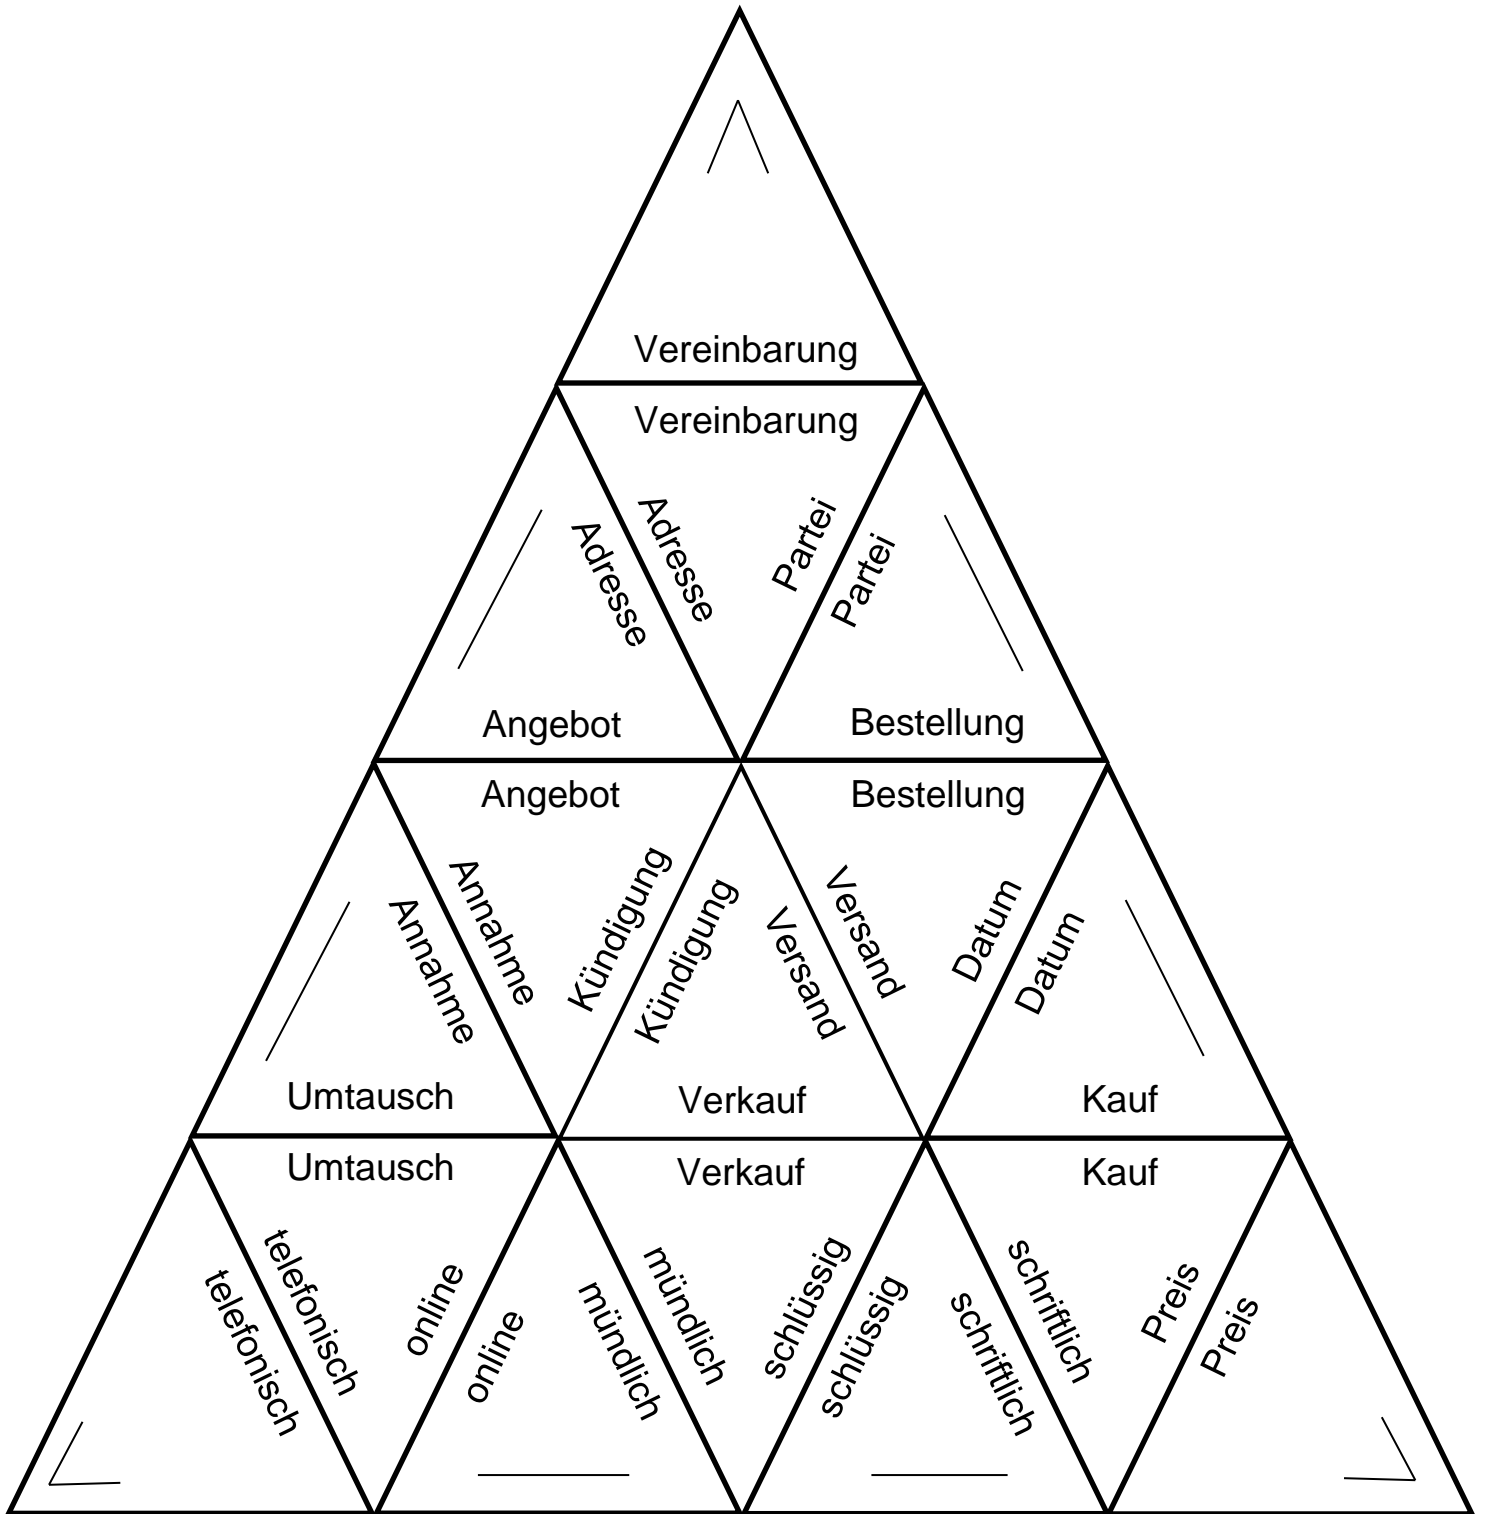 Vereinbarung
Vereinbarung
Adresse
Adresse
Partei
Partei
Angebot
Bestellung
Angebot
Bestellung
Annahme
Annahme
Kündigung
Kündigung
Versand
Versand
Datum
Datum
Umtausch
Verkauf
Kauf
Umtausch
Verkauf
Kauf
telefonisch
telefonisch
online
online
mündlich
mündlich
schlüssig
schlüssig
schriftlich
schriftlich
Preis
Preis